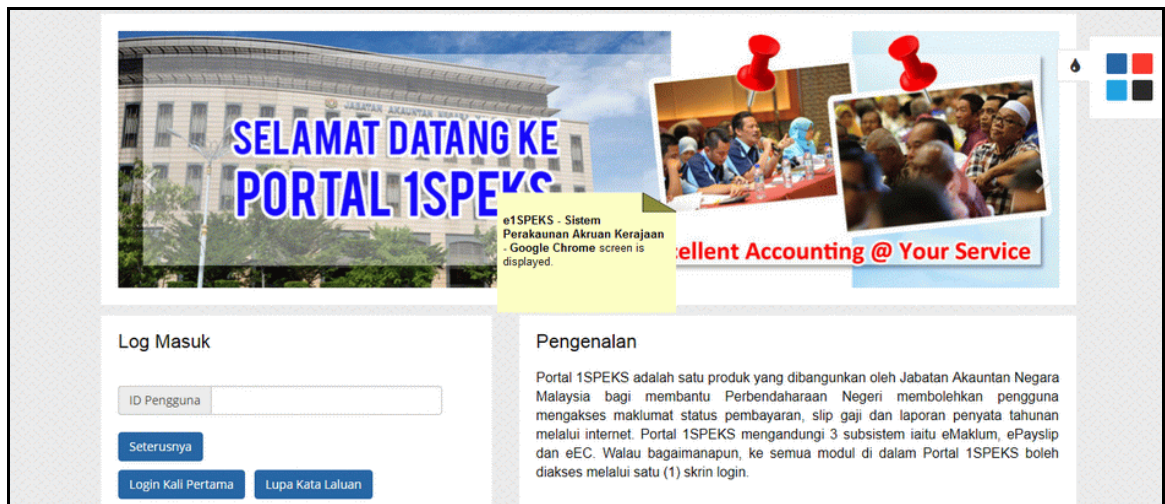 JABATAN AKAUNTAN NEGARA
SELAMAT DATANG KE
PORTAL 1SPEKS
e1SPEKS - Sistem
Perakaunan Akruan Kerajaan
- Google Chrome screen is
displayed.
cellent Accounting @ Your Service
Log Masuk
ID Pengguna
Seterusnya
Login Kali Pertama
Lupa Kata Laluan
Pengenalan
Portal 1SPEKS adalah satu produk yang dibangunkan oleh Jabatan Akauntan Negara
Malaysia bagi membantu Perbendaharaan Negeri membolehkan pengguna
mengakses maklumat status pembayaran, slip gaji dan laporan penyata tahunan
melalui internet. Portal 1SPEKS mengandungi 3 subsistem iaitu eMaklum, ePayslip
dan eEC. Walau bagaimanapun, ke semua modul di dalam Portal 1SPEKS boleh
diakses melalui satu (1) skrin login.